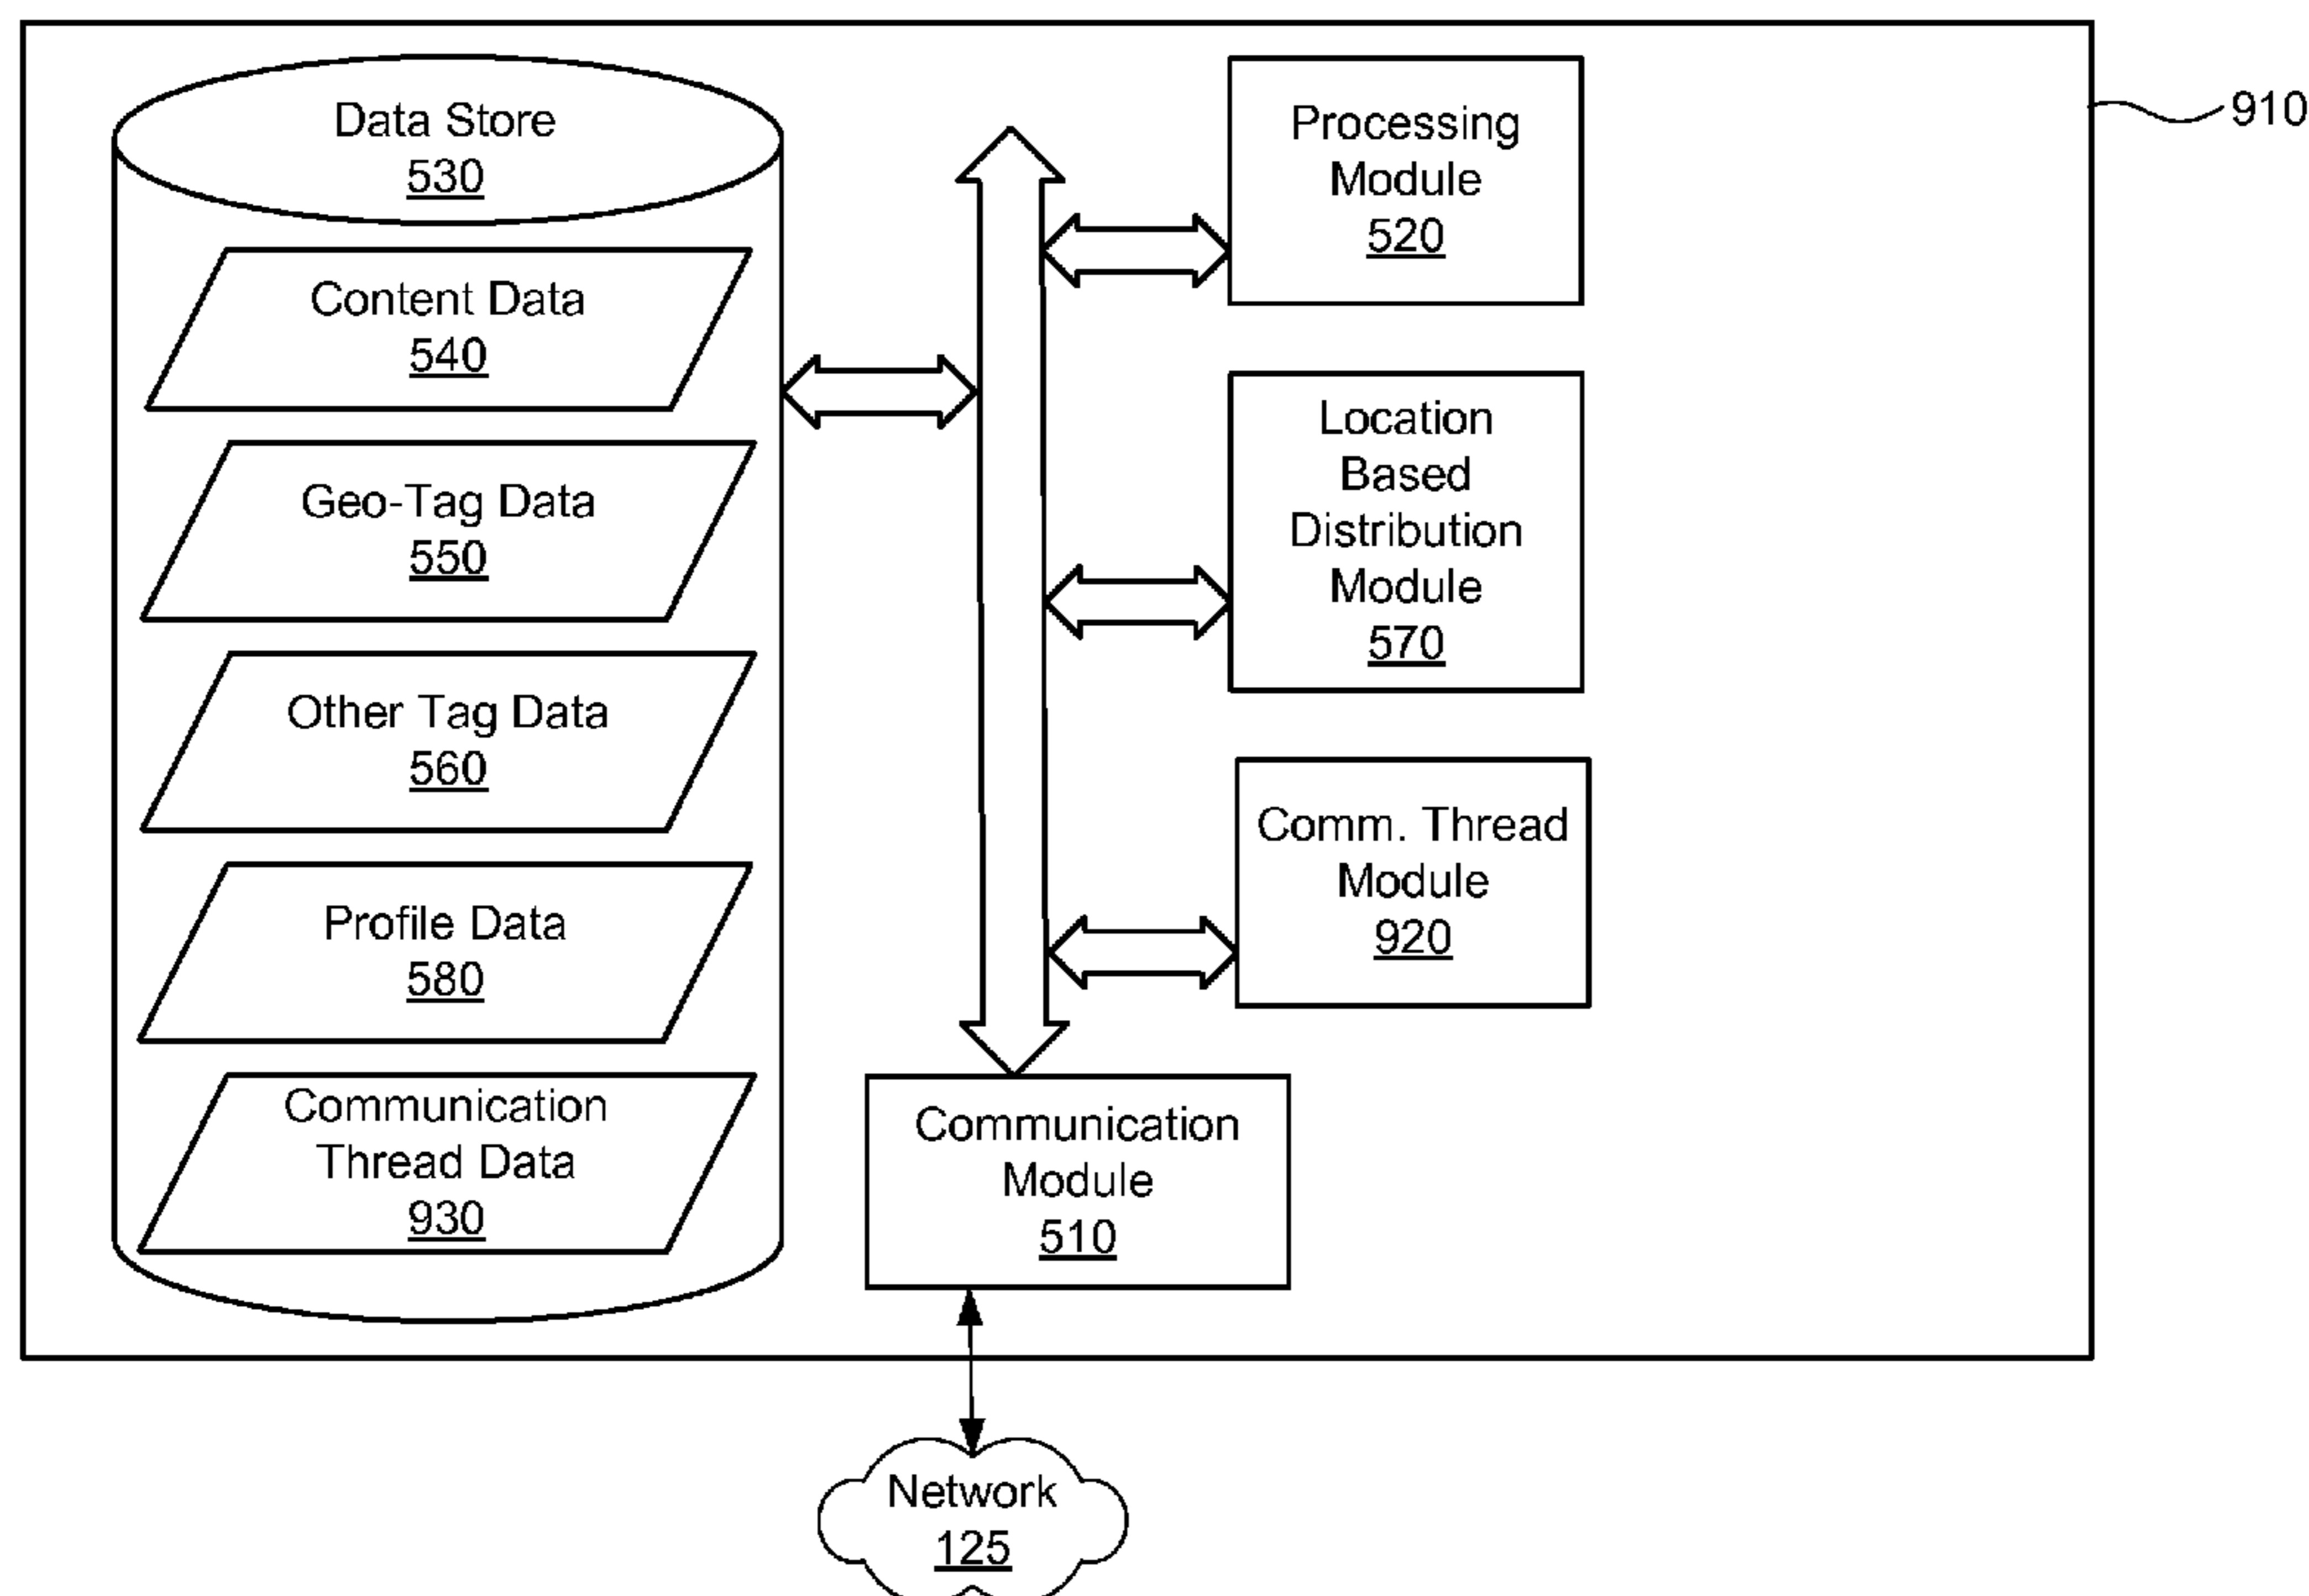 Data Store
530
Content Data
540
Geo-Tag Data
550
Other Tag Data
560
Profile Data
580
Communication
Thread Data
930
Processing
Module
520
Location
Based
Distribution
Module
570
Comm. Thread
Module
920
Communication
Module
510
Network
125
910